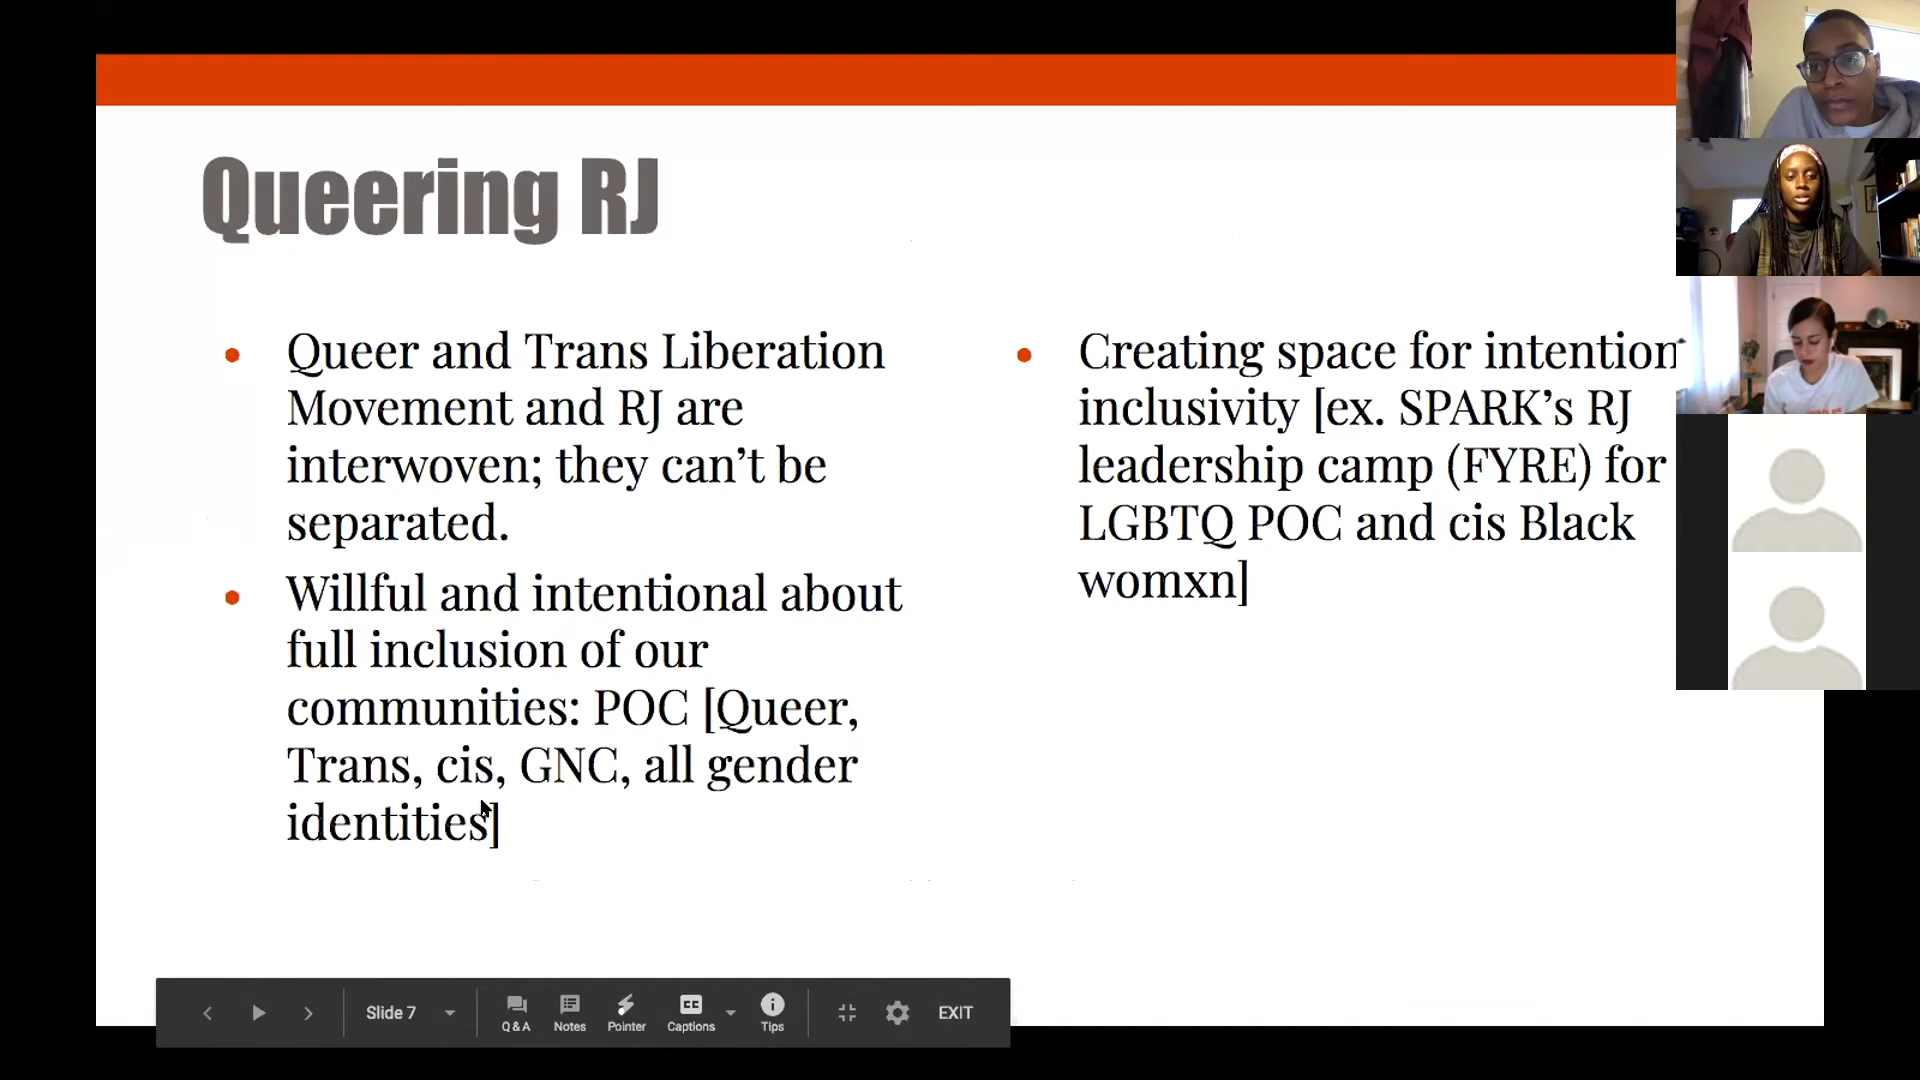 Queering RJ
Queer and Trans Liberation
Movement and RJ are
interwoven; they can’t be
separated.
Willful and intentional about
full inclusion of our
communities: POC [Queer,
Trans, cis, GNC, all gender
identities]
Creating space for intention
inclusivity [ex. SPARK’s RJ
leadership camp (FYRE) for
LGBTQ POC and cis Black
womxn]
Slide 7
Q & A
Notes
Pointer
CC
Captions
Tips
EXIT